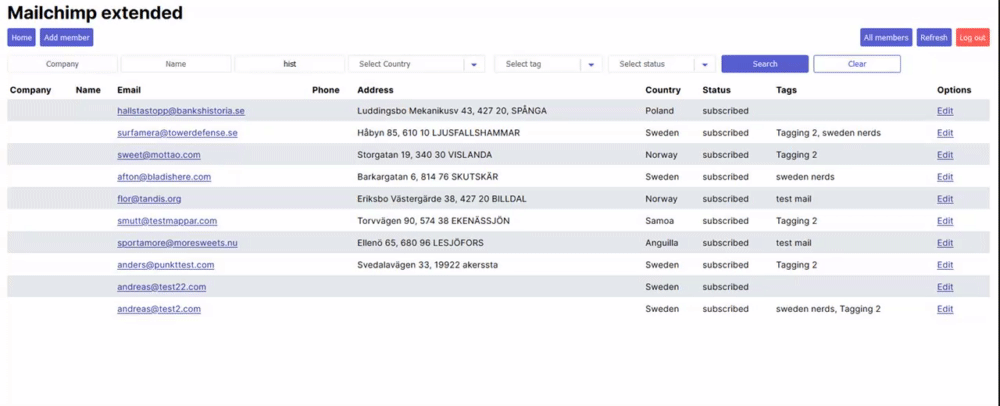 Mailchimp extended
Home Add member All members Refresh Log out
Company Name hist Select Country Select tag Select status Search Clear
Company Name Email Phone Address Country Status Tags Options
hallstastopp@bankshistoria.se Luddingsbo Mekanikusv 43, 427 20, SPÅNGA Poland subscribed Edit
surfamera@towerdefense.se Håbyn 85, 610 10 LJUSFALLSHAMMAR Sweden subscribed Tagging 2, sweden nerds Edit
sweet@mottao.com Storgatan 19, 340 30 VISLANDA Norway subscribed Tagging 2 Edit
afton@bladishere.com Barkargatan 6, 814 76 SKUTSKÄR Sweden subscribed sweden nerds Edit
flor@tandis.org Eriksbo Västergärde 38, 427 20 BILLDAL Norway subscribed test mail Edit
smutt@testmappar.com Torvvägen 90, 574 38 EKENÄSSJÖN Samoa subscribed Tagging 2 Edit
sportamore@moresweets.nu Ellenö 65, 680 96 LESJÖFORS Anguilla subscribed test mail Edit
anders@punkttest.com Svedalavägen 33, 19922 akerssta Sweden subscribed Tagging 2 Edit
andreas@test22.com Sweden subscribed Edit
andreas@test2.com Sweden subscribed sweden nerds, Tagging 2 Edit